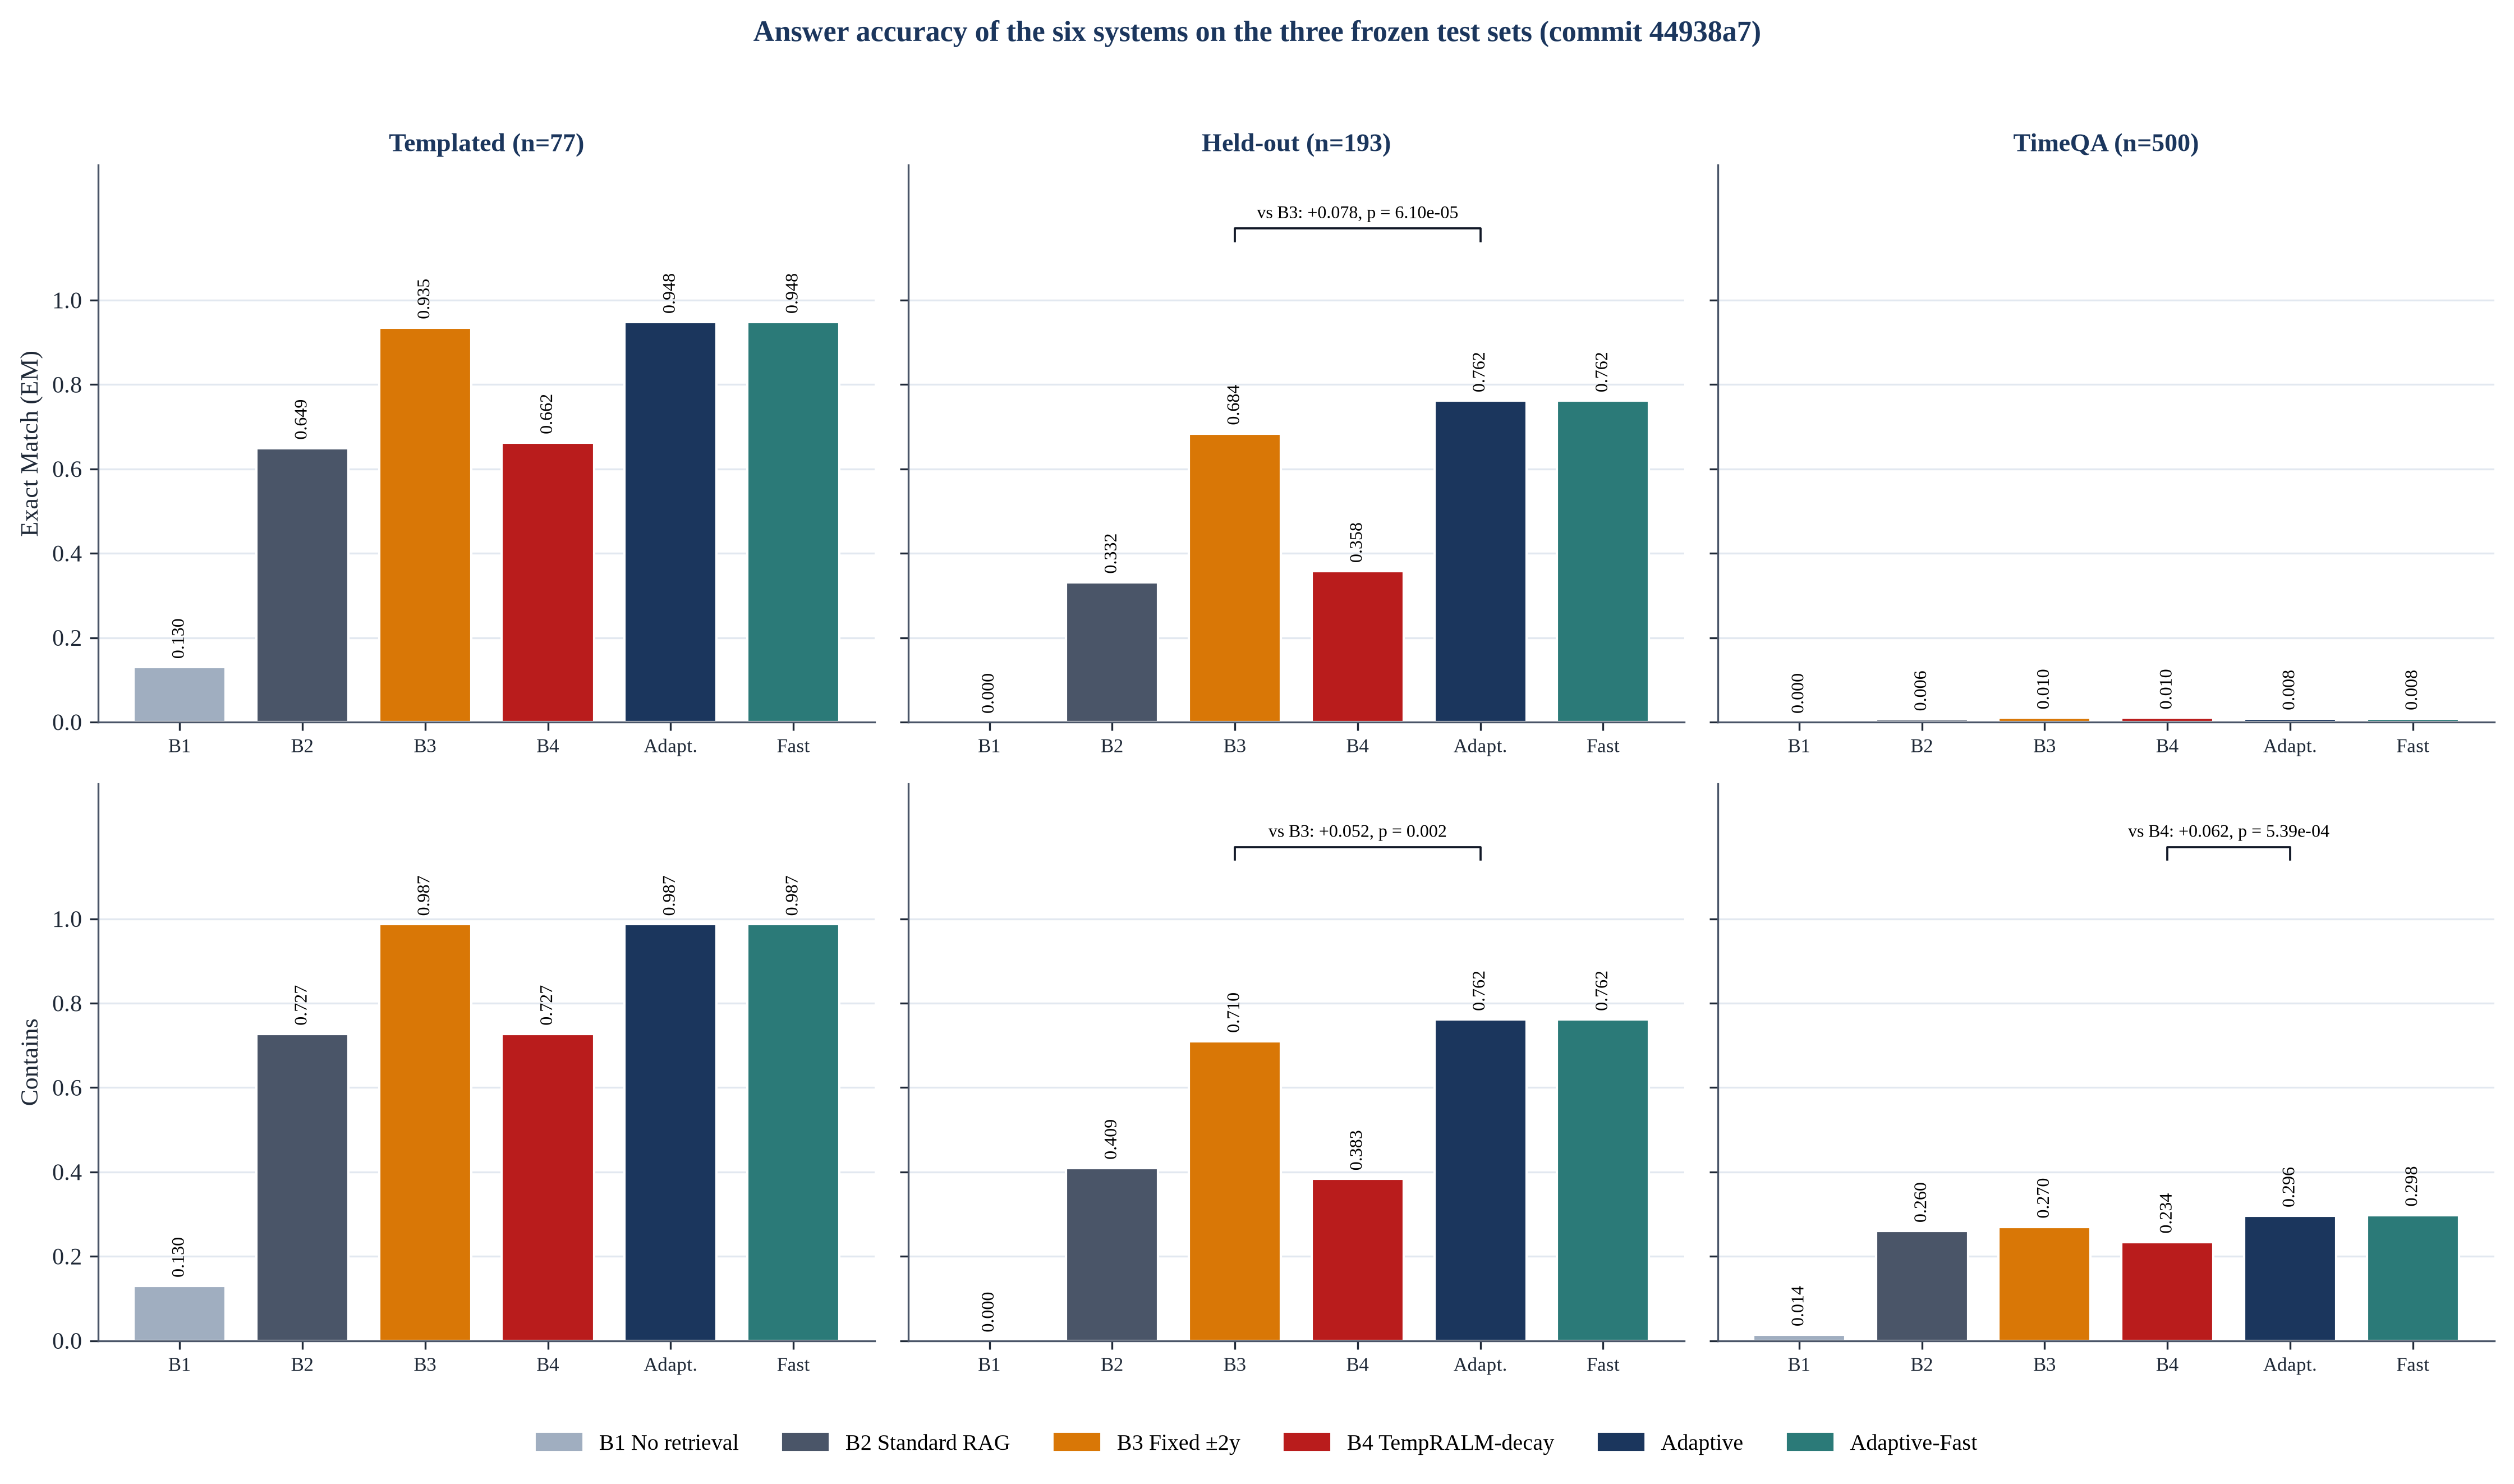 Answer accuracy of the six systems on the three frozen test sets (commit 44938a7)
Templated (n=77)
Exact Match (EM)
1.0
0.8
0.6
0.4
0.2
0.0
0.130
0.649
0.935
0.662
0.948
0.948
B1 B2 B3 B4 Adapt. Fast
Held-out (n=193)
vs B3: +0.078, p = 6.10e-05
0.000
0.332
0.684
0.358
0.762
0.762
B1 B2 B3 B4 Adapt. Fast
TimeQA (n=500)
0.000
0.006
0.010
0.010
0.008
0.008
B1 B2 B3 B4 Adapt. Fast
Contains
1.0
0.8
0.6
0.4
0.2
0.0
0.130
0.727
0.987
0.727
0.987
0.987
B1 B2 B3 B4 Adapt. Fast
vs B3: +0.052, p = 0.002
0.000
0.409
0.710
0.383
0.762
0.762
B1 B2 B3 B4 Adapt. Fast
vs B4: +0.062, p = 5.39e-04
0.014
0.260
0.270
0.234
0.296
0.298
B1 B2 B3 B4 Adapt. Fast
B1 No retrieval
B2 Standard RAG
B3 Fixed ±2y
B4 TempRALM-decay
Adaptive
Adaptive-Fast